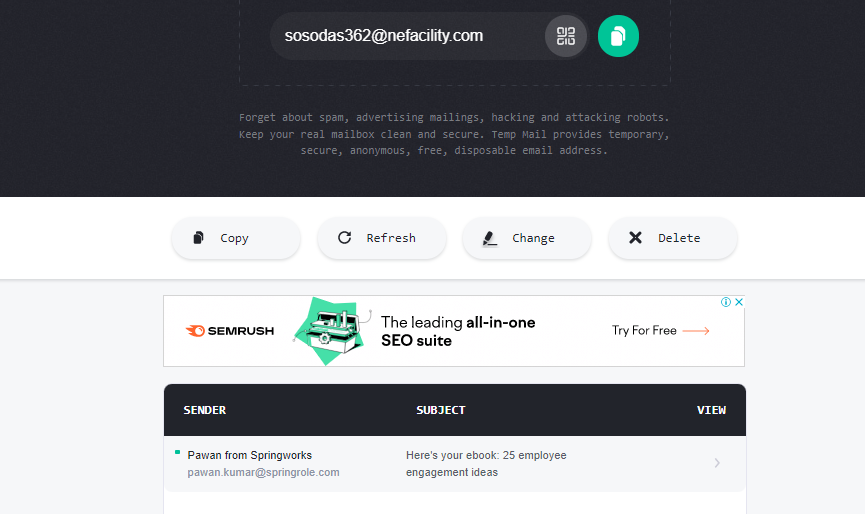 sosodas362@nefacility.com
Forget about spam, advertising mailings, hacking and attacking robots.
Keep your real mailbox clean and secure. Temp Mail provides temporary,
secure, anonymous, free, disposable email address.
Copy Refresh Change Delete
SEMRUSH
The leading all-in-one
SEO suite
Try For Free
SENDER SUBJECT VIEW
Pawan from Springworks
pawan.kumar@springrole.com
Here's your ebook: 25 employee
engagement ideas